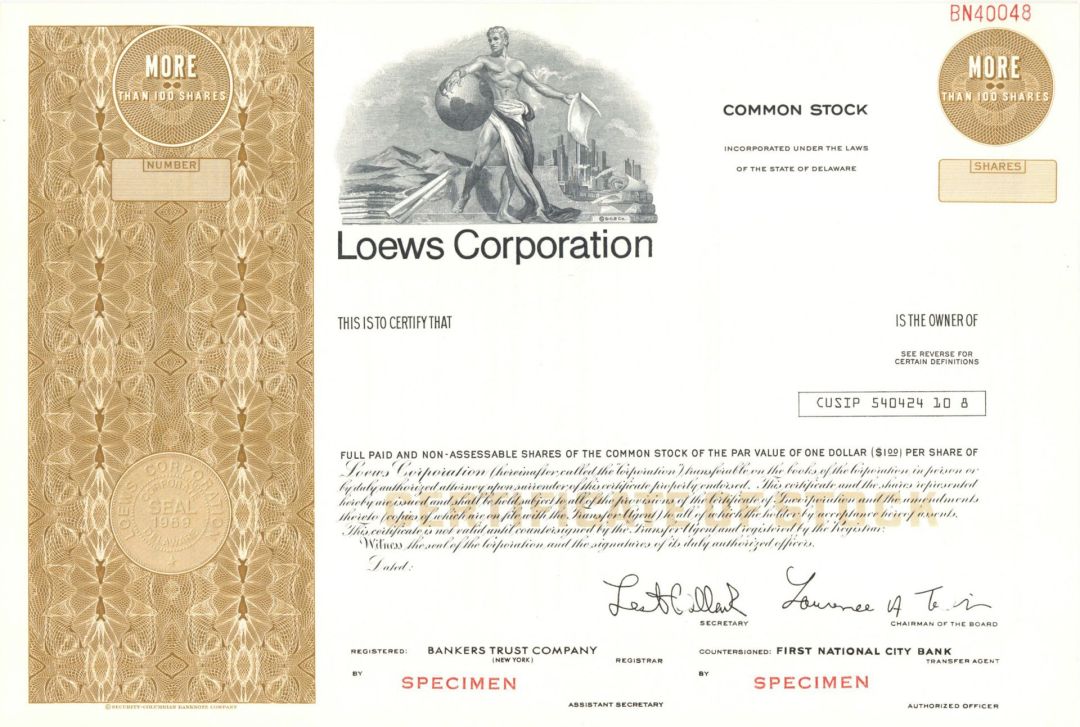 BN40048
MORE
THAN 100 SHARES
MORE
THAN 100 SHARES
COMMON STOCK
INCORPORATED UNDER THE LAWS
OF THE STATE OF DELAWARE
NUMBER
SHARES
© S-C B Co.
Loews Corporation
THIS IS TO CERTIFY THAT
IS THE OWNER OF
SEE REVERSE FOR
CERTAIN DEFINITIONS
CUSIP 540424 10 8
FULL PAID AND NON-ASSESSABLE SHARES OF THE COMMON STOCK OF THE PAR VALUE OF ONE DOLLAR ($1.00) PER SHARE OF
Loews Corporation (hereinafter called the "Corporation") transferable on the books of the Corporation in person or
by duly authorized attorney upon surrender of this certificate properly endorsed. This certificate and the shares represented
hereby are issued and shall be held subject to all of the provisions of the Certificate of Incorporation and the amendments
thereto (copies of which are on file with the Transfer Agent) to all of which the holder by acceptance hereof assents.
This certificate is not valid until countersigned by the Transfer Agent and registered by the Registrar.
Witness the seal of the Corporation and the signatures of its duly authorized officers.
CERTIFICATE OF STOCK
Dated:
CORPORATION
SEAL
1969
SECRETARY
Laurence A Tisch
CHAIRMAN OF THE BOARD
REGISTERED: BANKERS TRUST COMPANY
(NEW YORK)
REGISTRAR
BY
SPECIMEN
ASSISTANT SECRETARY
COUNTERSIGNED: FIRST NATIONAL CITY BANK
TRANSFER AGENT
BY
SPECIMEN
AUTHORIZED OFFICER
© SECURITY-COLUMBIAN BANKNOTE COMPANY